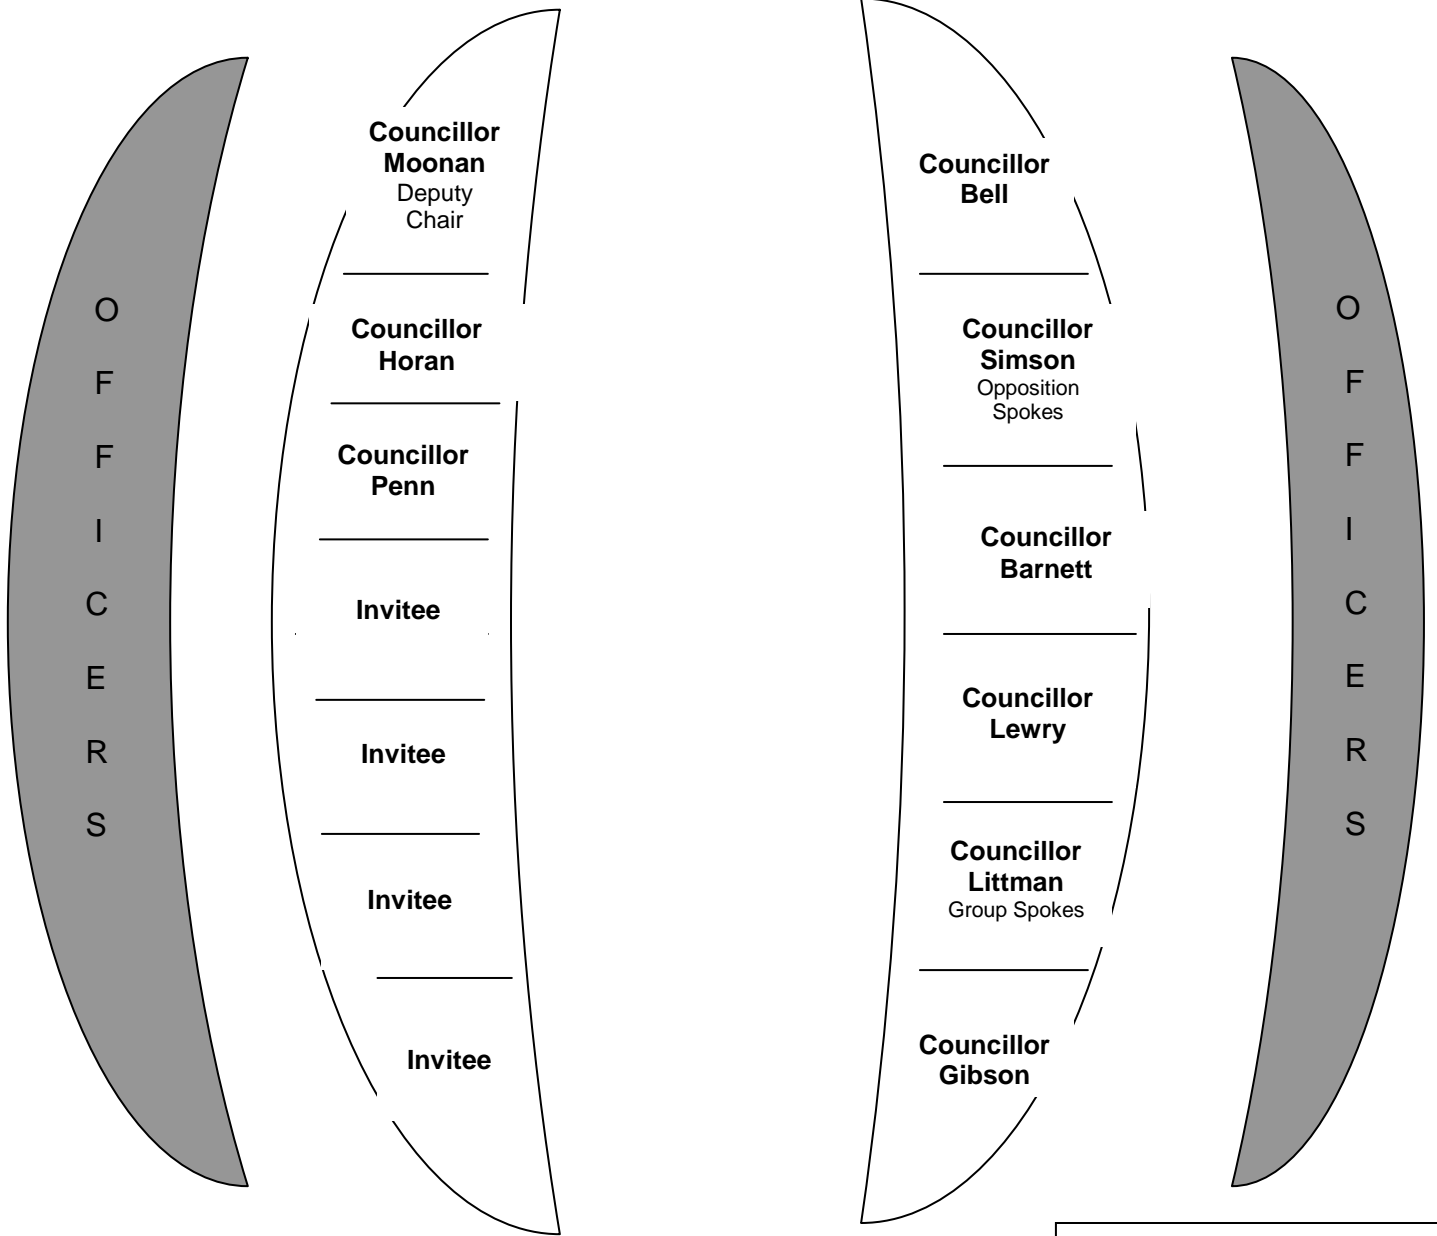 O
F
F
I
C
E
R
S
Councillor
Moonan
Deputy
Chair
Councillor
Horan
Councillor
Penn
Invitee
Invitee
Invitee
Invitee
Councillor
Bell
Councillor
Simson
Opposition
Spokes
Councillor
Barnett
Councillor
Lewry
Councillor
Littman
Group Spokes
Councillor
Gibson
O
F
F
I
C
E
R
S